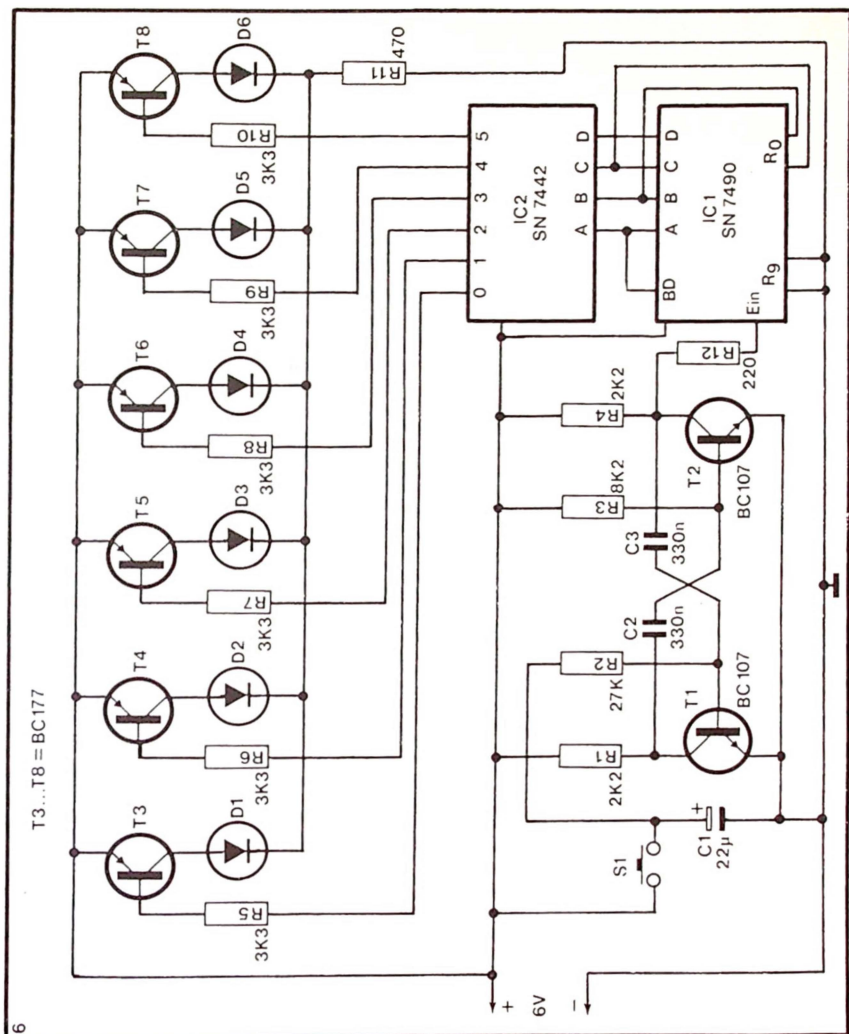 6
T3...T8 = BC177
T3
T4
T5
T6
T7
T8
D1
D2
D3
D4
D5
D6
R5
3K3
R6
3K3
R7
3K3
R8
3K3
R9
3K3
R10
3K3
R11
470
0 1 2 3 4 5
IC2
SN 7442
A B C D
BD A B C D
IC1
SN 7490
Ein R9 R0
R12
220
+
6V
−
S1
C1
22µ
+
R1
2K2
R2
27K
C2
330n
C3
330n
R3
8K2
R4
2K2
T1
BC107
T2
BC107